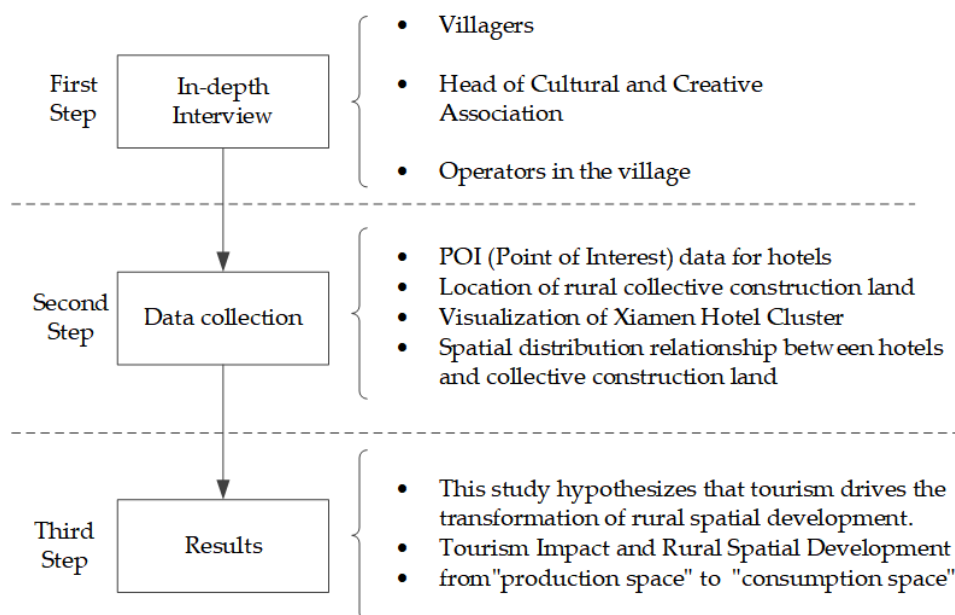 First
Step
In-depth
Interview
• Villagers
• Head of Cultural and Creative
Association
• Operators in the village
Second
Step
Data collection
• POI (Point of Interest) data for hotels
• Location of rural collective construction land
• Visualization of Xiamen Hotel Cluster
• Spatial distribution relationship between hotels
and collective construction land
Third
Step
Results
• This study hypothesizes that tourism drives the
transformation of rural spatial development.
• Tourism Impact and Rural Spatial Development
• from"production space" to "consumption space"